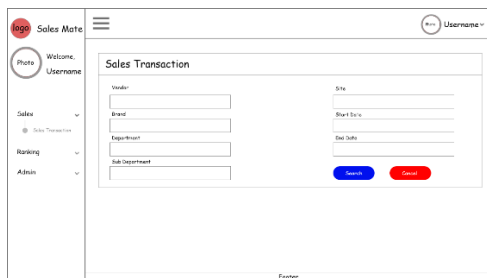 logo Sales Mate
Photo Username
Photo Welcome,
Username
Sales Transaction
Vendor Site
Brand Start Date
Department End Date
Sub Department
Search Cancel
Sales
Sales Transaction
Ranking
Admin
Footer